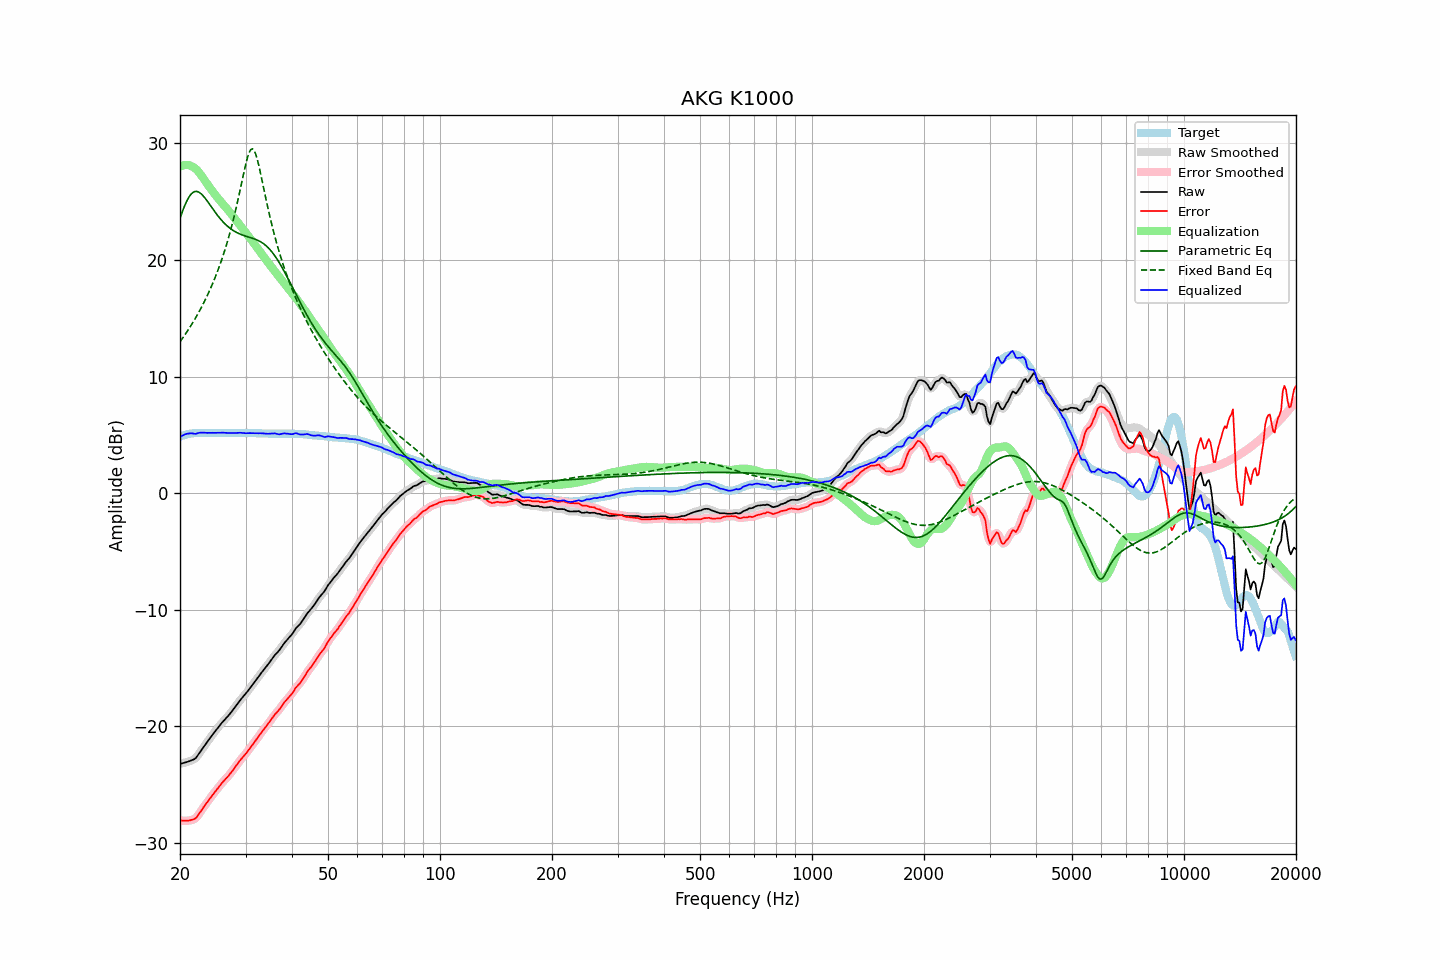 AKG K1000
30
20
10
0
−10
−20
−30
Amplitude (dBr)
20
50
100
200
500
1000
2000
5000
10000
20000
Frequency (Hz)
Target
Raw Smoothed
Error Smoothed
Raw
Error
Equalization
Parametric Eq
Fixed Band Eq
Equalized